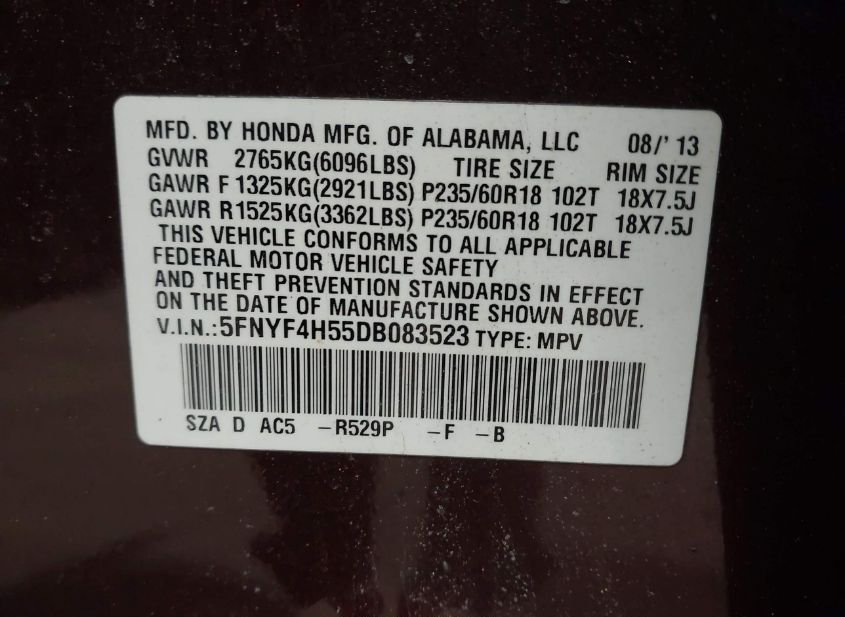 MFD. BY HONDA MFG. OF ALABAMA, LLC 08/' 13
GVWR 2765KG(6096LBS) TIRE SIZE RIM SIZE
GAWR F 1325KG(2921LBS) P235/60R18 102T 18X7.5J
GAWR R1525KG(3362LBS) P235/60R18 102T 18X7.5J
THIS VEHICLE CONFORMS TO ALL APPLICABLE
FEDERAL MOTOR VEHICLE SAFETY
AND THEFT PREVENTION STANDARDS IN EFFECT
ON THE DATE OF MANUFACTURE SHOWN ABOVE.
V.I.N.:5FNYF4H55DB083523 TYPE: MPV
SZA D AC5 -R529P -F -B